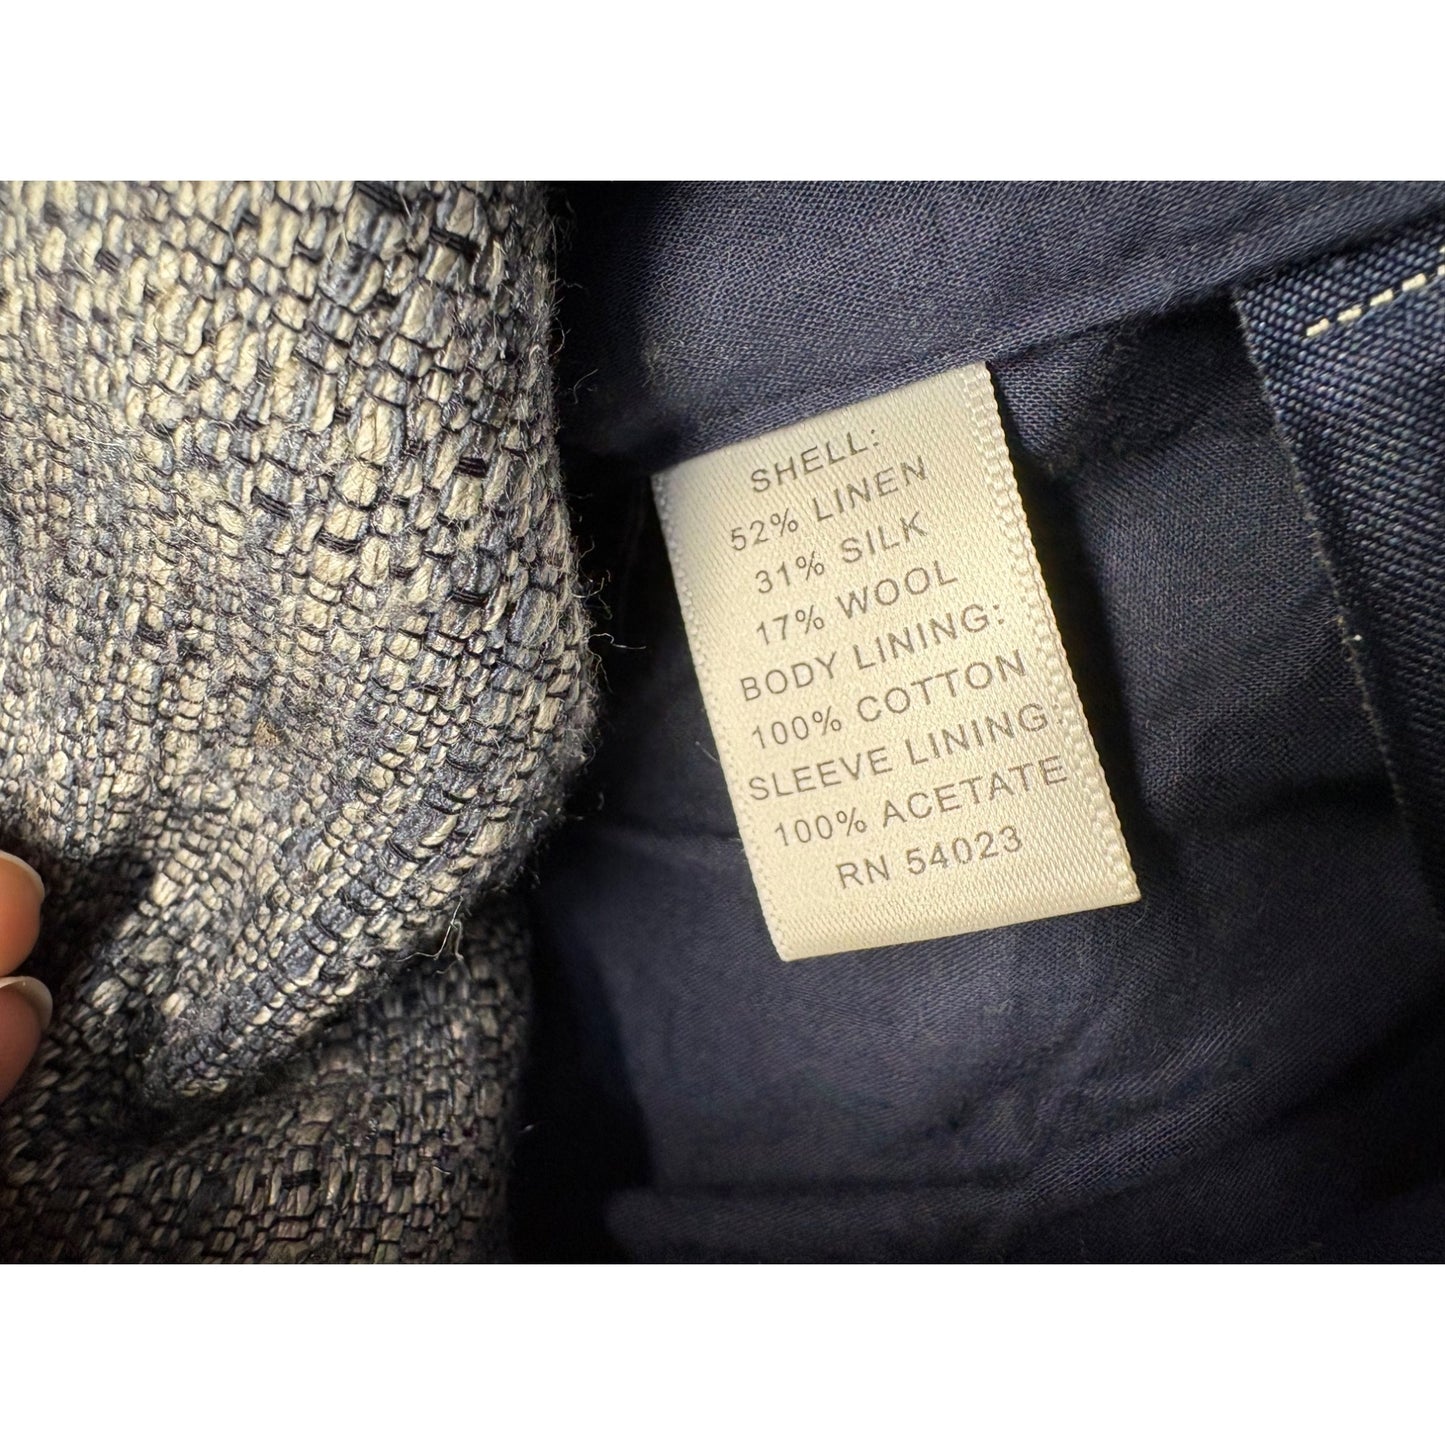 SHELL:
52% LINEN
31% SILK
17% WOOL
BODY LINING:
100% COTTON
SLEEVE LINING:
100% ACETATE
RN 54023